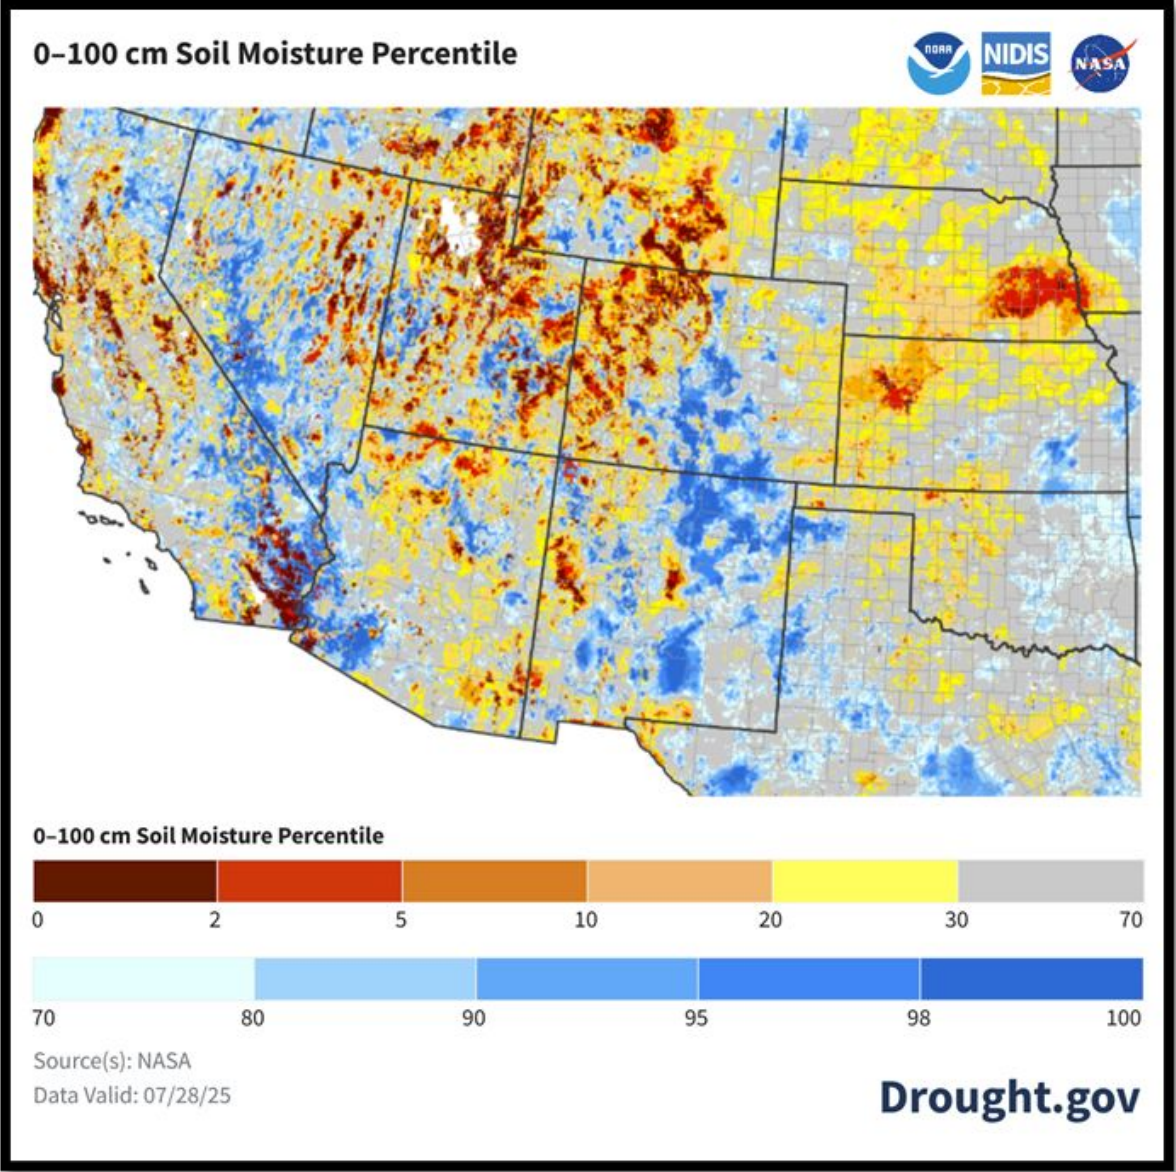 0–100 cm Soil Moisture Percentile
NOAA
NIDIS
NASA
0–100 cm Soil Moisture Percentile
0 2 5 10 20 30 70
70 80 90 95 98 100
Source(s): NASA
Data Valid: 07/28/25
Drought.gov